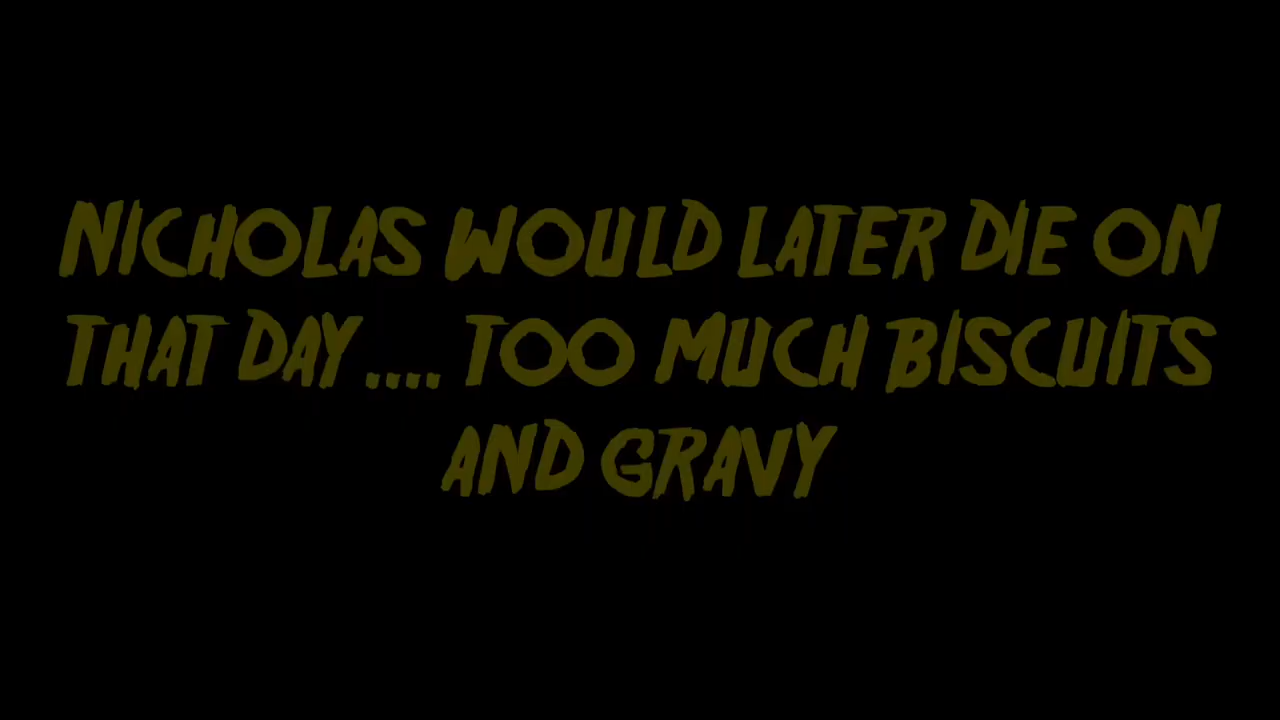 NICHOLAS WOULD LATER DIE ON
THAT DAY .... TOO MUCH BISCUITS
AND GRAVY